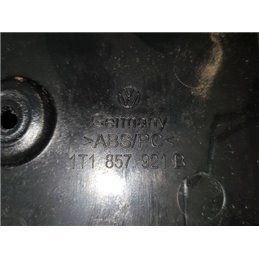 Germany
>ABS/PC<
1T1 857 921 B